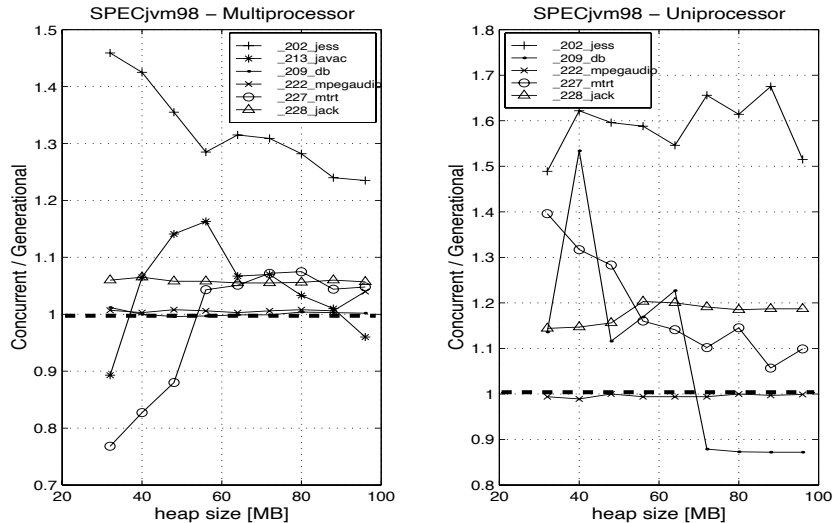 SPECjvm98 – Multiprocessor
1.5
1.4
1.3
1.2
1.1
1
0.9
0.8
0.7
Concurrent / Generational
_202_jess
_213_javac
_209_db
_222_mpegaudio
_227_mtrt
_228_jack
20
40
60
80
100
heap size [MB]
SPECjvm98 – Uniprocessor
1.8
1.7
1.6
1.5
1.4
1.3
1.2
1.1
1
0.9
0.8
Concurrent / Generational
_202_jess
_209_db
_222_mpegaudio
_227_mtrt
_228_jack
20
40
60
80
100
heap size [MB]